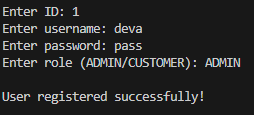 Enter ID: 1
Enter username: deva
Enter password: pass
Enter role (ADMIN/CUSTOMER): ADMIN
User registered successfully!